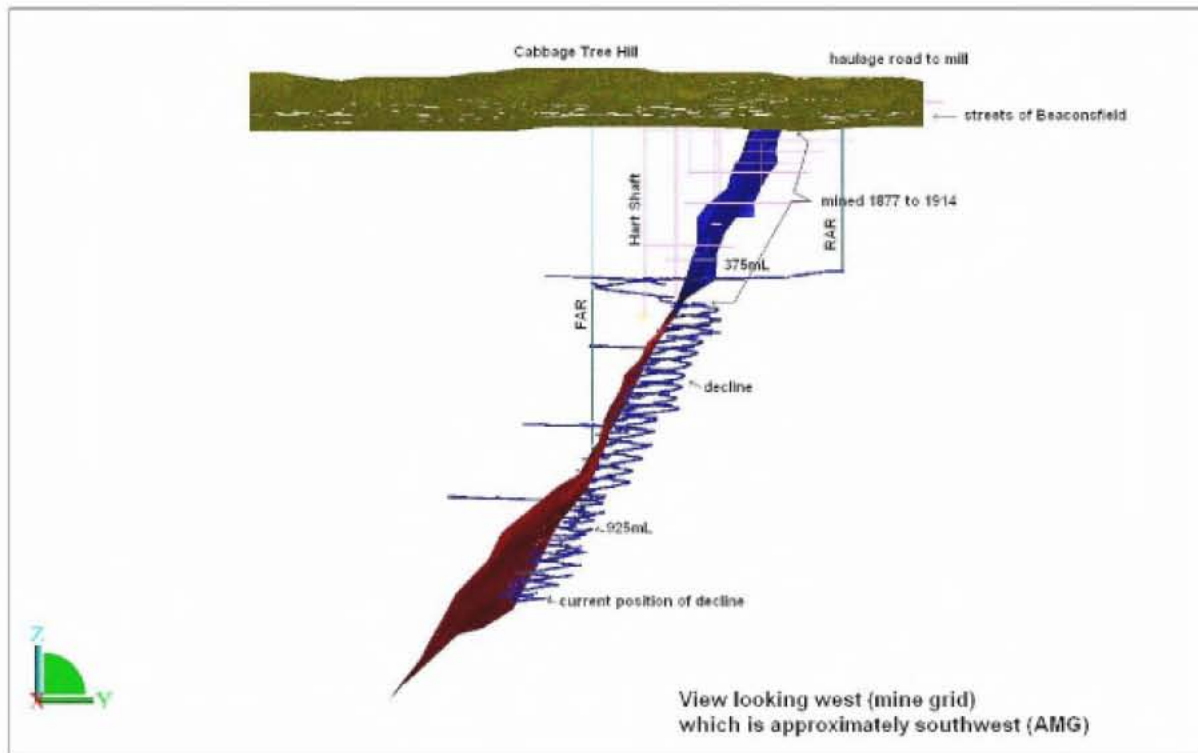 Cabbage Tree Hill
haulage road to mill
streets of Beaconsfield
Hart Shaft
mined 1877 to 1914
RAR
375mL
FAR
decline
925mL
current position of decline
Z
X Y
View looking west (mine grid)
which is approximately southwest (AMG)